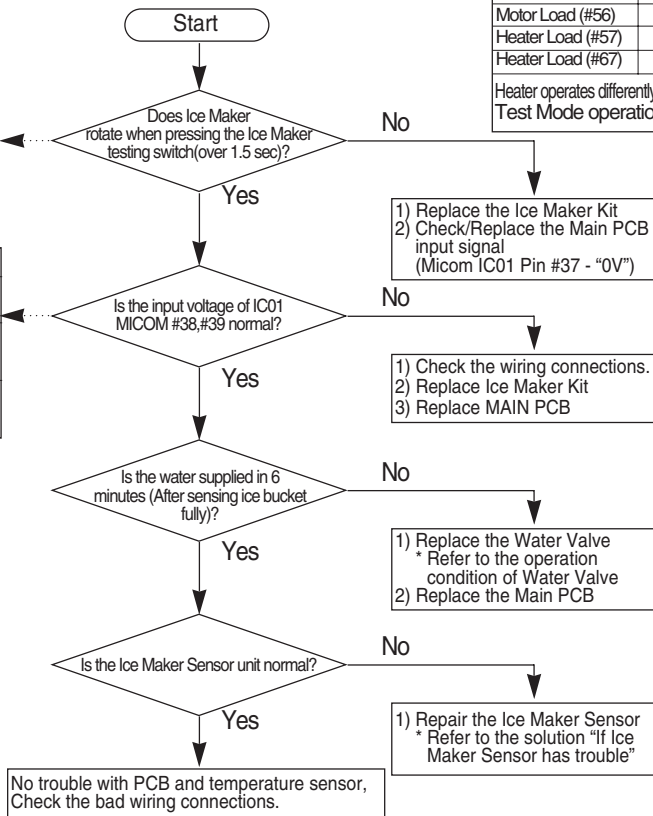 Start
Motor Load (#56)
Heater Load (#57)
Heater Load (#67)
Heater operates differently
Test Mode
Does Ice Maker
rotate when pressing the Ice Maker
testing switch(over 1.5 sec)?
No
Yes
1) Replace the Ice Maker Kit
2) Check/Replace the Main PCB
input signal
(Micom IC01 Pin #37 - “0V”)
Is the input voltage of IC01
MICOM #38,#39 normal?
No
Yes
1) Check the wiring connections.
2) Replace Ice Maker Kit
3) Replace MAIN PCB
Is the water supplied in 6
minutes (After sensing ice bucket
fully)?
No
Yes
1) Replace the Water Valve
* Refer to the operation
condition of Water Valve
2) Replace the Main PCB
Is the Ice Maker Sensor unit normal?
No
Yes
1) Repair the Ice Maker Sensor
* Refer to the solution “If Ice
Maker Sensor has trouble”
No trouble with PCB and temperature sensor,
Check the bad wiring connections.